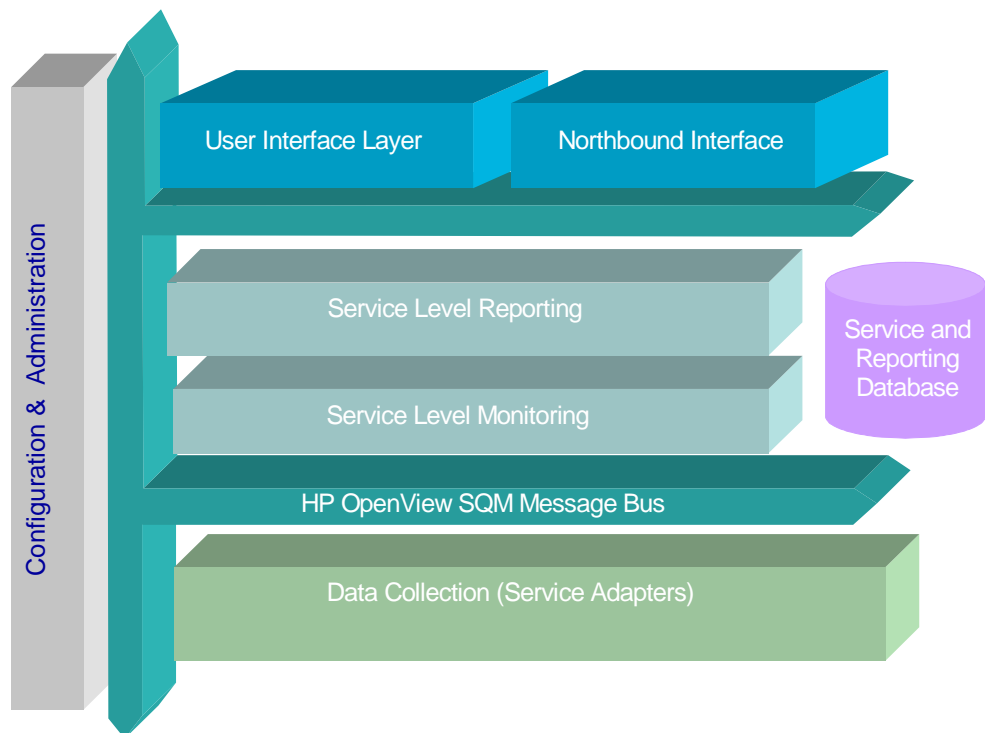 User Interface Layer
Northbound Interface
Configuration & Administration
Service Level Reporting
Service and
Reporting
Database
Service Level Monitoring
HP OpenView SQM Message Bus
Data Collection (Service Adapters)